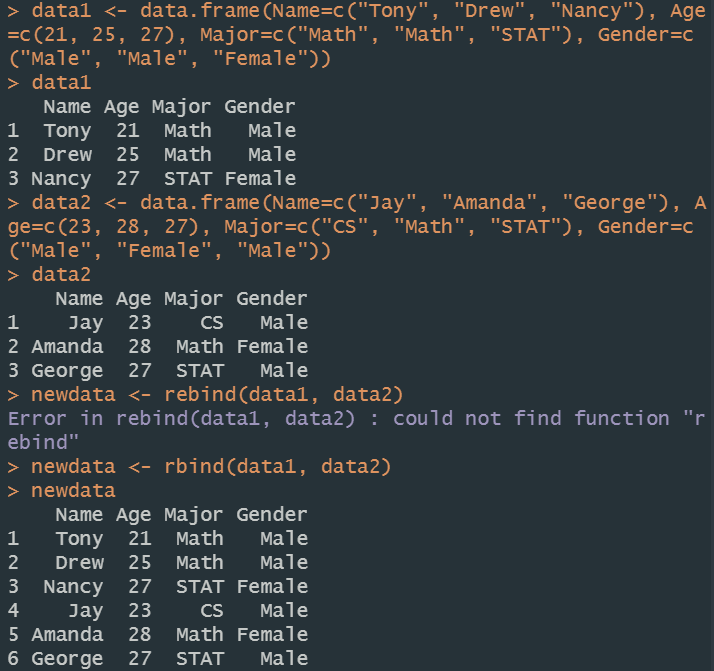 > data1 <- data.frame(Name=c("Tony", "Drew", "Nancy"), Age
=c(21, 25, 27), Major=c("Math", "Math", "STAT"), Gender=c
("Male", "Male", "Female"))
> data1
   Name Age Major Gender
1  Tony  21  Math   Male
2  Drew  25  Math   Male
3 Nancy  27  STAT Female
> data2 <- data.frame(Name=c("Jay", "Amanda", "George"), A
ge=c(23, 28, 27), Major=c("CS", "Math", "STAT"), Gender=c
("Male", "Female", "Male"))
> data2
    Name Age Major Gender
1    Jay  23    CS   Male
2 Amanda  28  Math Female
3 George  27  STAT   Male
> newdata <- rebind(data1, data2)
Error in rebind(data1, data2) : could not find function "r
ebind"
> newdata <- rbind(data1, data2)
> newdata
    Name Age Major Gender
1   Tony  21  Math   Male
2   Drew  25  Math   Male
3  Nancy  27  STAT Female
4    Jay  23    CS   Male
5 Amanda  28  Math Female
6 George  27  STAT   Male